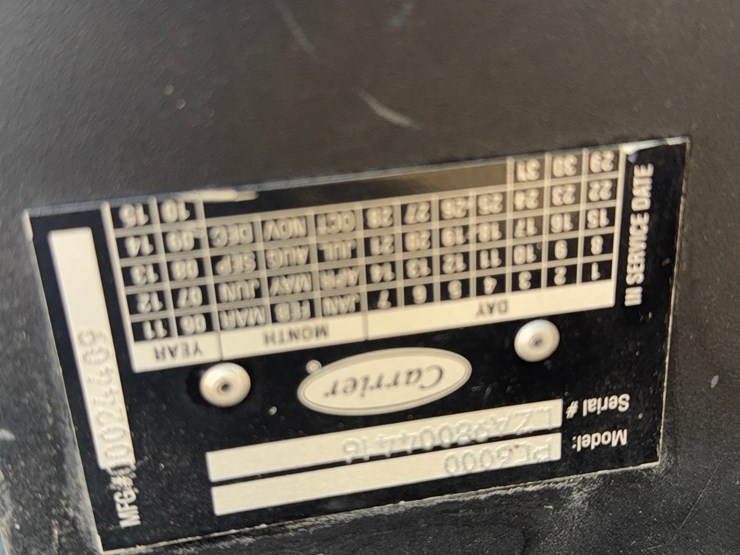 Model: PL6000
Serial #
Carrier
IN SERVICE DATE
DAY MONTH YEAR
1 2 3 4 5 6 7 JAN FEB MAR 06 11
8 9 10 11 12 13 14 APR MAY JUN 07 12
15 16 17 18 19 20 21 JUL AUG SEP 08 13
22 23 24 25 26 27 28 OCT NOV DEC 09 14
29 30 31 10 15
MFG#